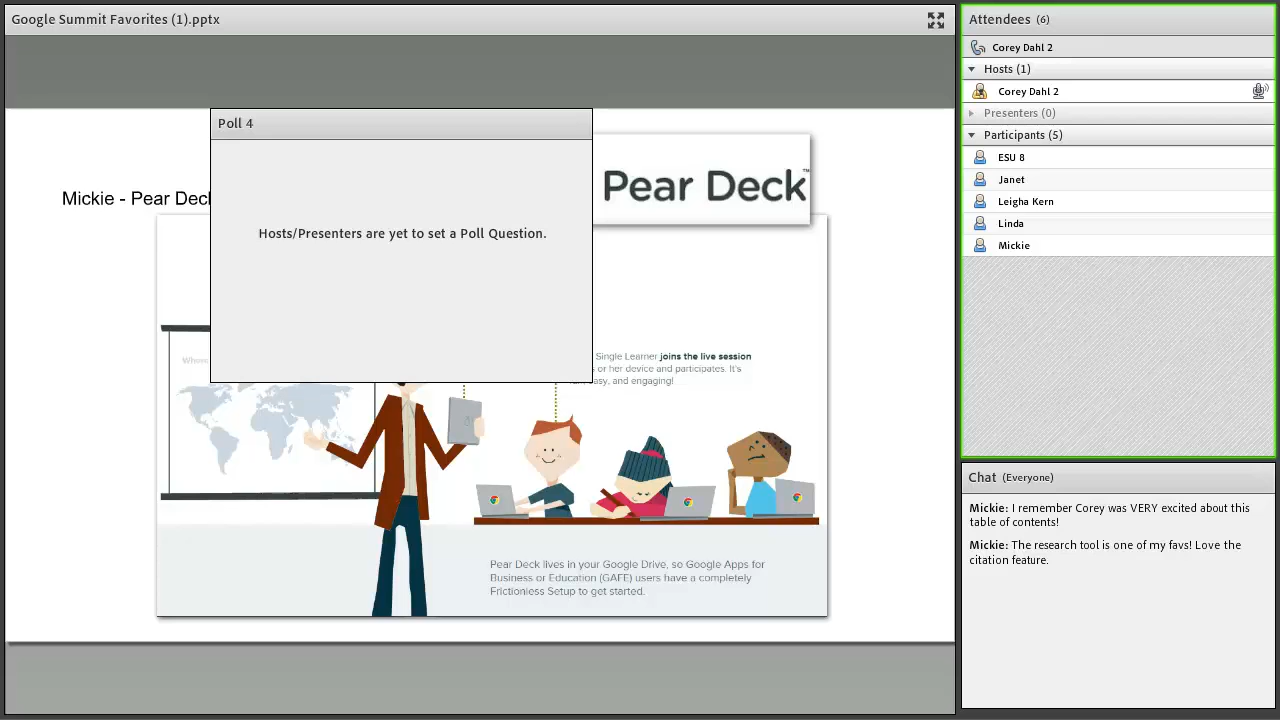 Google Summit Favorites (1).pptx
Poll 4
Hosts/Presenters are yet to set a Poll Question.
Mickie - Pear Deck
Pear Deck™
Single Learner joins the live session
or her device and participates. It's
easy, and engaging!
Pear Deck lives in your Google Drive, so Google Apps for
Business or Education (GAFE) users have a completely
Frictionless Setup to get started.
Attendees (6)
Corey Dahl 2
Hosts (1)
Corey Dahl 2
Presenters (0)
Participants (5)
ESU 8
Janet
Leigha Kern
Linda
Mickie
Chat (Everyone)
Mickie: I remember Corey was VERY excited about this
table of contents!
Mickie: The research tool is one of my favs! Love the
citation feature.